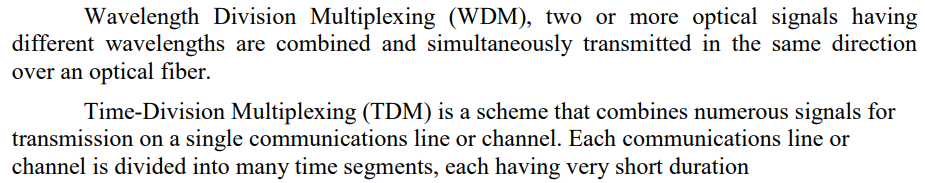 Wavelength Division Multiplexing (WDM), two or more optical signals having
different wavelengths are combined and simultaneously transmitted in the same direction
over an optical fiber.
Time-Division Multiplexing (TDM) is a scheme that combines numerous signals for
transmission on a single communications line or channel. Each communications line or
channel is divided into many time segments, each having very short duration